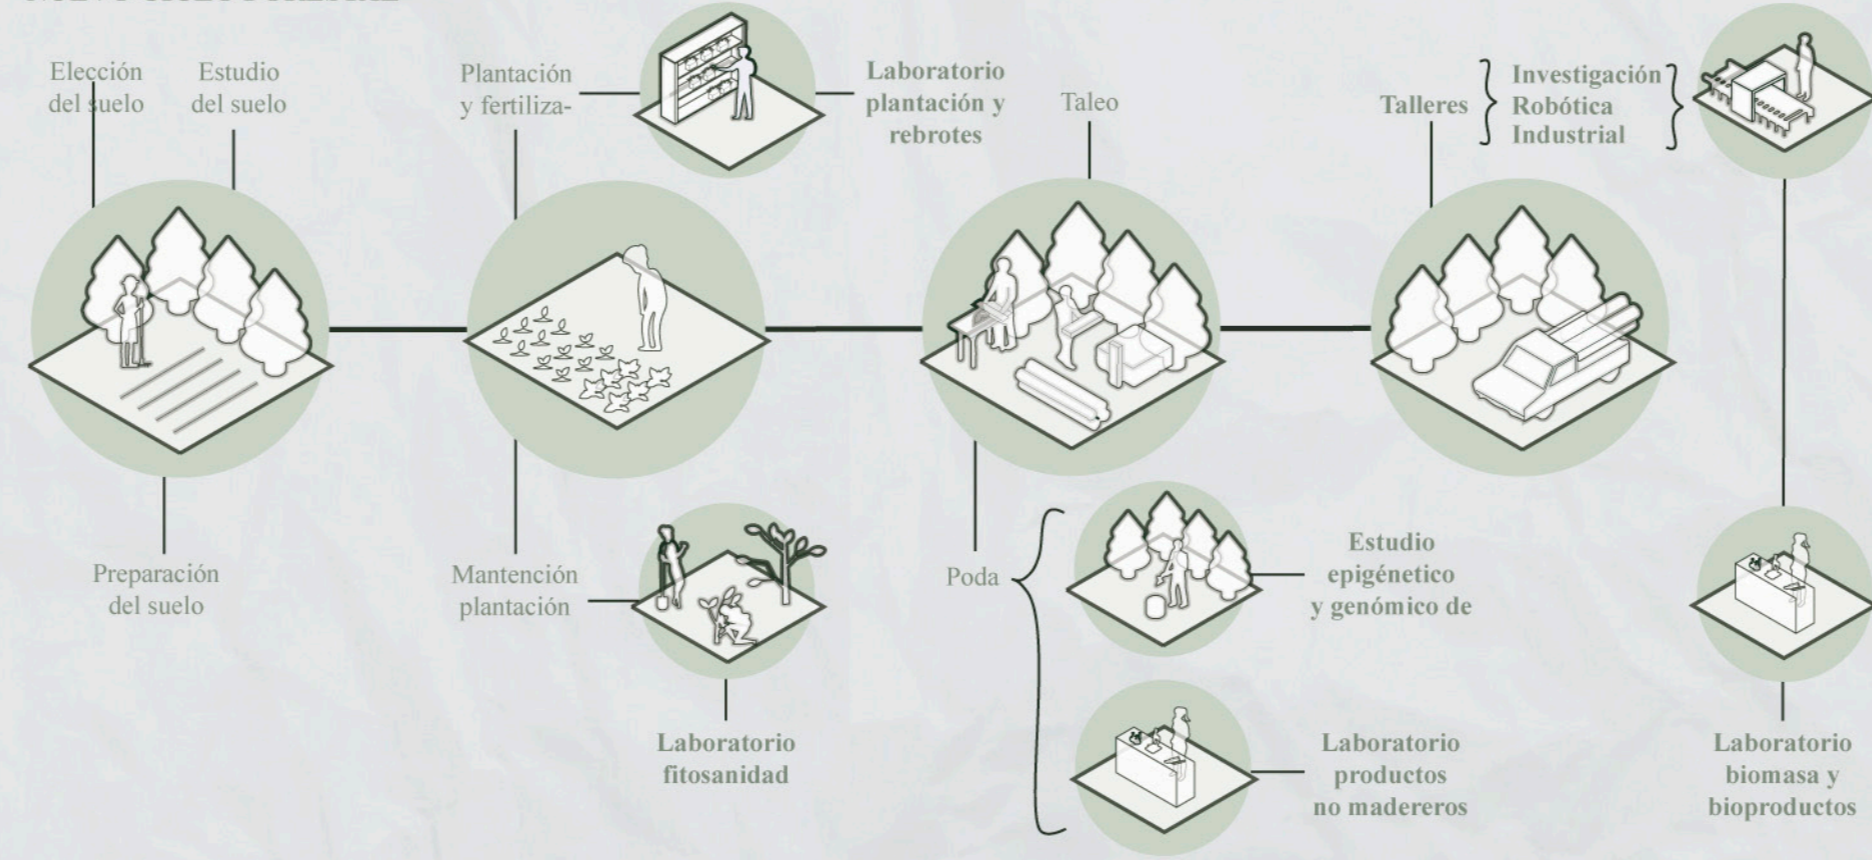 Elección
del suelo
Estudio
del suelo
Plantación
y fertiliza-
Laboratorio
plantación y
rebrotes
Taleo
Talleres
Investigación
Robótica
Industrial
Preparación
del suelo
Mantención
plantación
Laboratorio
fitosanidad
Poda
Estudio
epigénetico
y genómico de
Laboratorio
productos
no madereros
Laboratorio
biomasa y
bioproductos